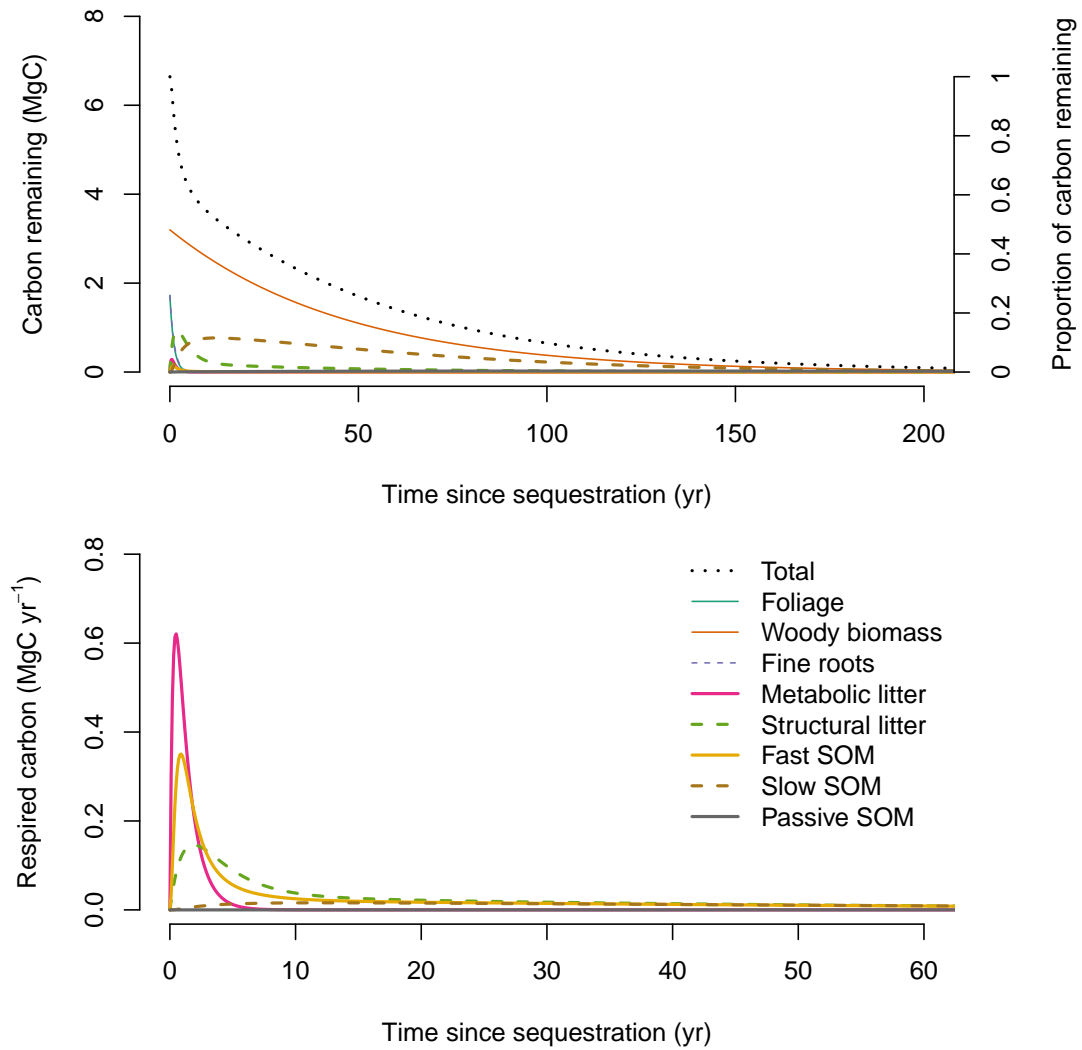 Carbon remaining (MgC)
8
6
4
2
0
1
0.8
0.6
0.4
0.2
0
Proportion of carbon remaining
0 50 100 150 200
Time since sequestration (yr)
Respired carbon (MgC yr⁻¹)
0.8
0.6
0.4
0.2
0.0
Total
Foliage
Woody biomass
Fine roots
Metabolic litter
Structural litter
Fast SOM
Slow SOM
Passive SOM
0 10 20 30 40 50 60
Time since sequestration (yr)